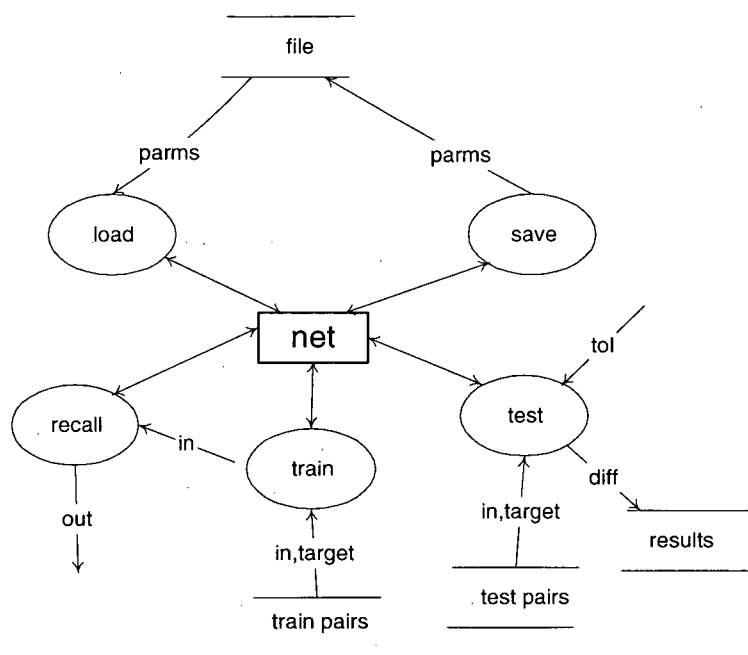 file
parms
parms
load
save
net
tol
recall
test
in
train
diff
out
in,target
in,target
results
test pairs
train pairs